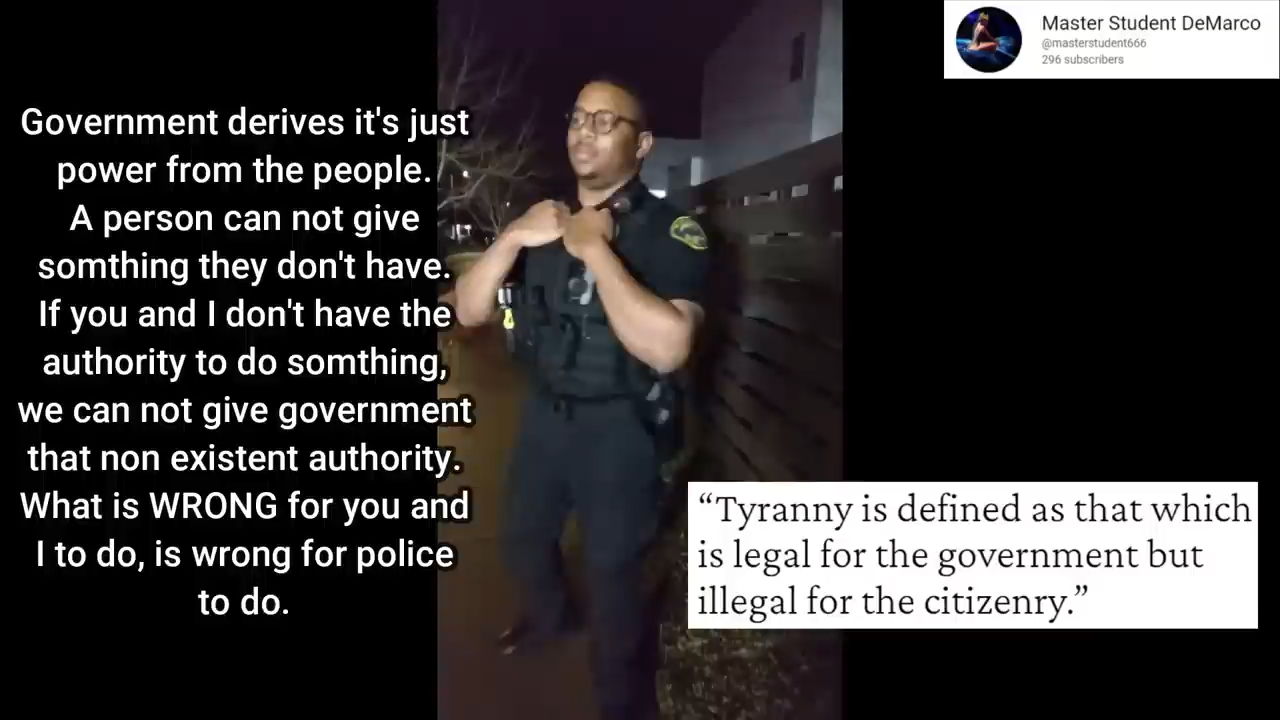 Master Student DeMarco
@masterstudent666
296 subscribers
Government derives it's just
power from the people.
A person can not give
somthing they don't have.
If you and I don't have the
authority to do somthing,
we can not give government
that non existent authority.
What is WRONG for you and
I to do, is wrong for police
to do.
“Tyranny is defined as that which
is legal for the government but
illegal for the citizenry.”